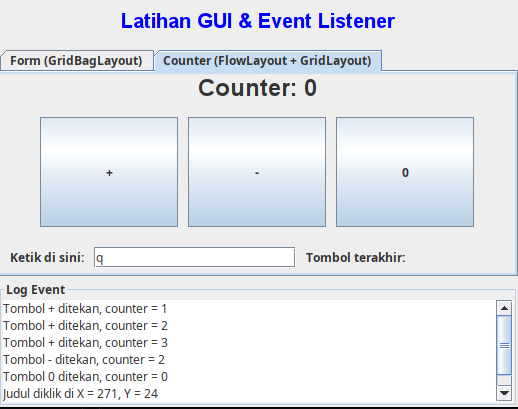 Latihan GUI & Event Listener
Form (GridBagLayout) Counter (FlowLayout + GridLayout)
Counter: 0
+ - 0
Ketik di sini: q Tombol terakhir:
Log Event
Tombol + ditekan, counter = 1
Tombol + ditekan, counter = 2
Tombol + ditekan, counter = 3
Tombol - ditekan, counter = 2
Tombol 0 ditekan, counter = 0
Judul diklik di X = 271, Y = 24